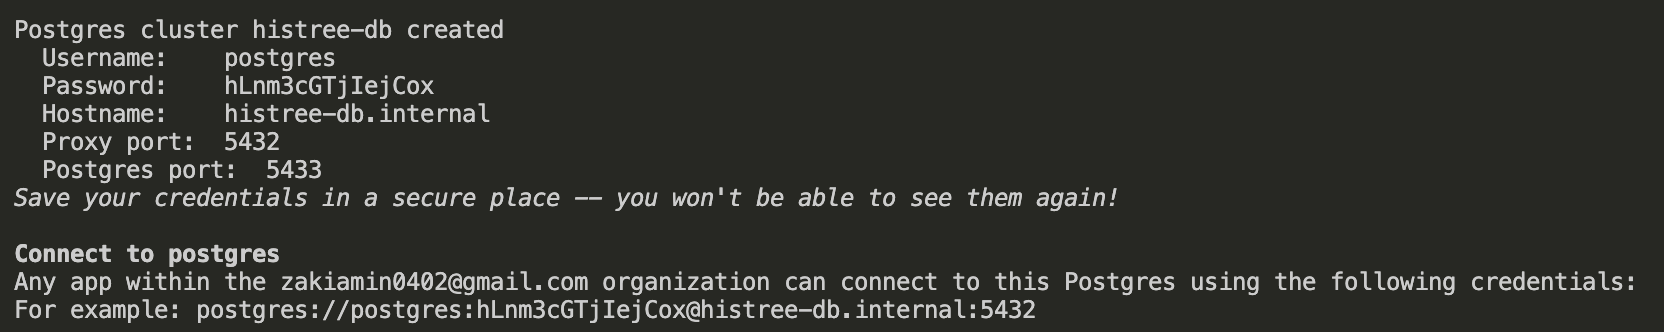 Postgres cluster histree-db created
  Username:    postgres
  Password:    hLnm3cGTjIejCox
  Hostname:    histree-db.internal
  Proxy port:  5432
  Postgres port:  5433
Save your credentials in a secure place -- you won't be able to see them again!

Connect to postgres
Any app within the zakiamin0402@gmail.com organization can connect to this Postgres using the following credentials:
For example: postgres://postgres:hLnm3cGTjIejCox@histree-db.internal:5432